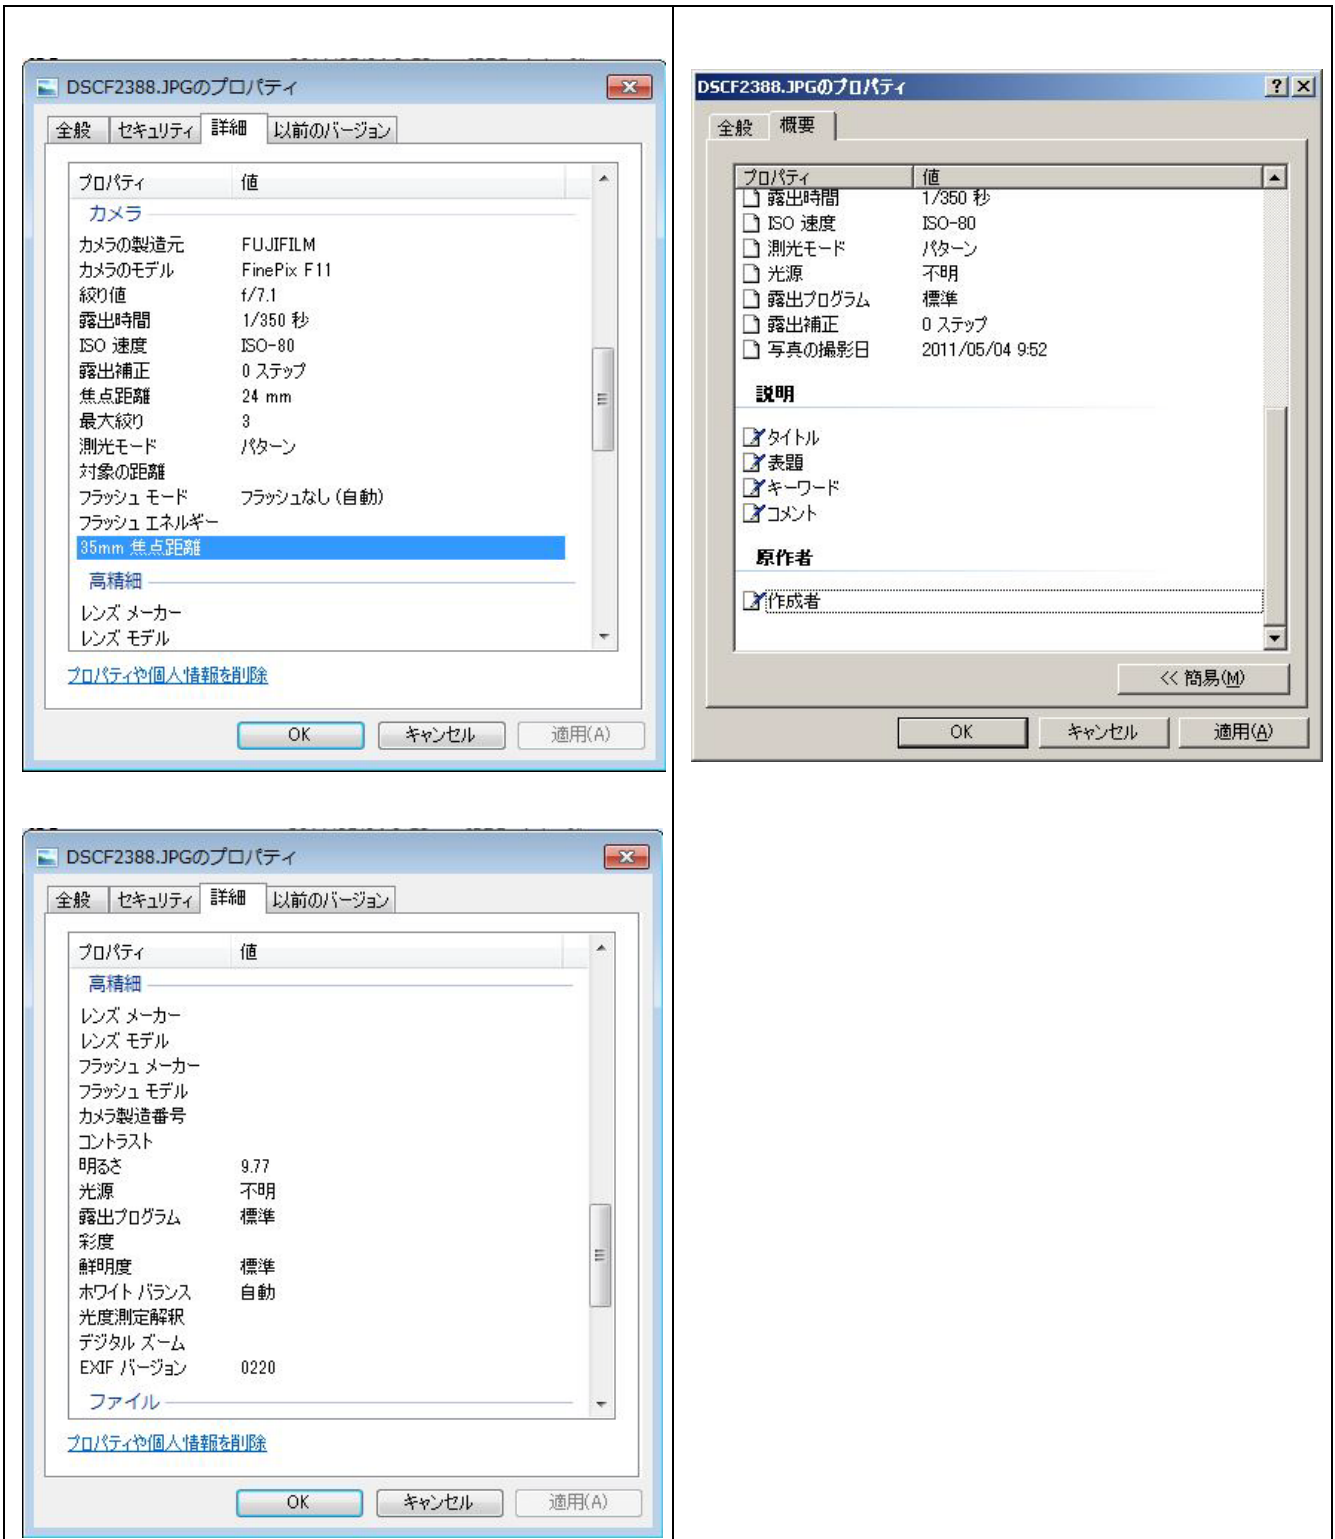 DSCF2388.JPGのプロパティ
全般 セキュリティ 詳細 以前のバージョン
プロパティ 値
カメラ
カメラの製造元 FUJIFILM
カメラのモデル FinePix F11
絞り値 f/7.1
露出時間 1/350 秒
ISO 速度 ISO-80
露出補正 0 ステップ
焦点距離 24 mm
最大絞り 3
測光モード パターン
対象の距離
フラッシュ モード フラッシュなし (自動)
フラッシュ エネルギー
35mm 焦点距離
高精細
レンズ メーカー
レンズ モデル
プロパティや個人情報を削除
OK キャンセル 適用(A)
DSCF2388.JPGのプロパティ
全般 概要
プロパティ 値
露出時間 1/350 秒
ISO 速度 ISO-80
測光モード パターン
光源 不明
露出プログラム 標準
露出補正 0 ステップ
写真の撮影日 2011/05/04 9:52
説明
タイトル
表題
キーワード
コメント
原作者
作成者
<< 簡易(M)
OK キャンセル 適用(A)
DSCF2388.JPGのプロパティ
全般 セキュリティ 詳細 以前のバージョン
プロパティ 値
高精細
レンズ メーカー
レンズ モデル
フラッシュ メーカー
フラッシュ モデル
カメラ製造番号
コントラスト
明るさ 9.77
光源 不明
露出プログラム 標準
彩度
鮮明度 標準
ホワイト バランス 自動
光度測定解釈
デジタル ズーム
EXIF バージョン 0220
ファイル
プロパティや個人情報を削除
OK キャンセル 適用(A)